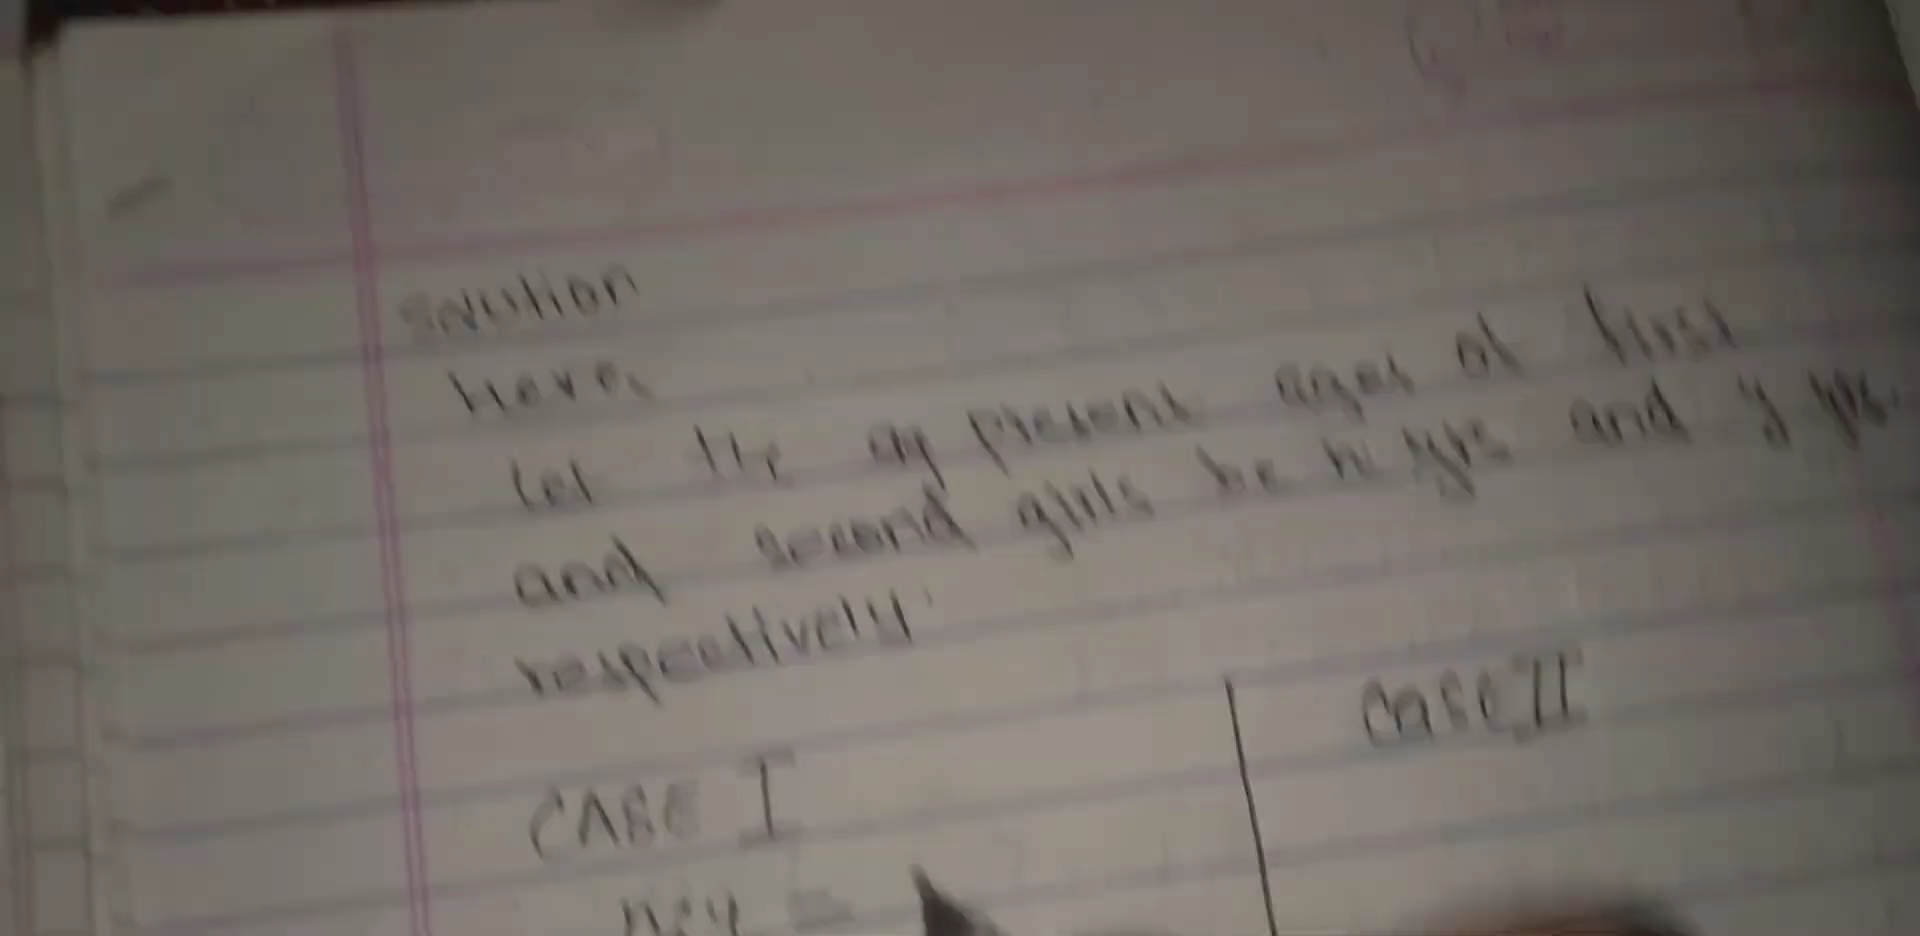 Solution
here,
Let the ag present ages of first
and second girls be x yrs and y yrs.
respectively.
CASE I
case II